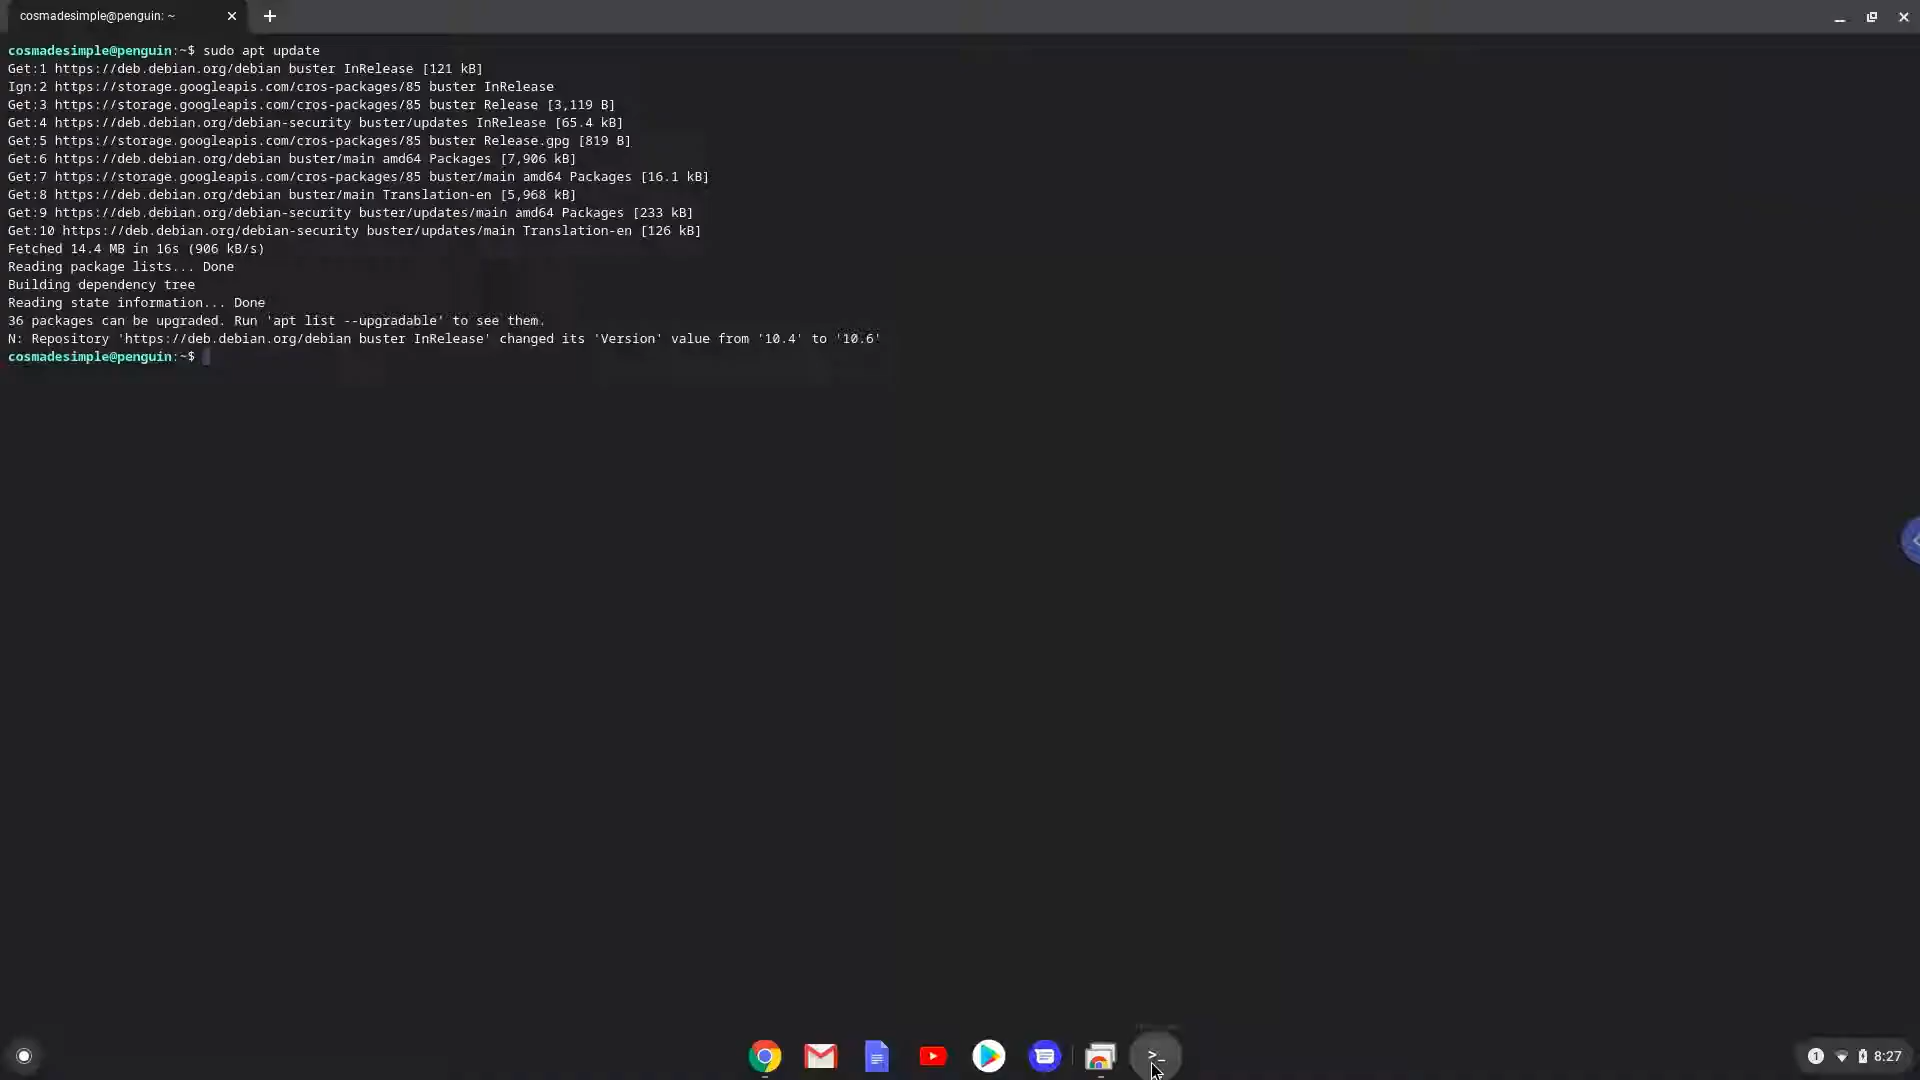 cosmadesimple@penguin: ~
cosmadesimple@penguin:~$ sudo apt update
Get:1 https://deb.debian.org/debian buster InRelease [121 kB]
Ign:2 https://storage.googleapis.com/cros-packages/85 buster InRelease
Get:3 https://storage.googleapis.com/cros-packages/85 buster Release [3,119 B]
Get:4 https://deb.debian.org/debian-security buster/updates InRelease [65.4 kB]
Get:5 https://storage.googleapis.com/cros-packages/85 buster Release.gpg [819 B]
Get:6 https://deb.debian.org/debian buster/main amd64 Packages [7,906 kB]
Get:7 https://storage.googleapis.com/cros-packages/85 buster/main amd64 Packages [16.1 kB]
Get:8 https://deb.debian.org/debian buster/main Translation-en [5,968 kB]
Get:9 https://deb.debian.org/debian-security buster/updates/main amd64 Packages [233 kB]
Get:10 https://deb.debian.org/debian-security buster/updates/main Translation-en [126 kB]
Fetched 14.4 MB in 16s (906 kB/s)
Reading package lists... Done
Building dependency tree
Reading state information... Done
36 packages can be upgraded. Run 'apt list --upgradable' to see them.
N: Repository 'https://deb.debian.org/debian buster InRelease' changed its 'Version' value from '10.4' to '10.6'
cosmadesimple@penguin:~$
>_
1 8:27